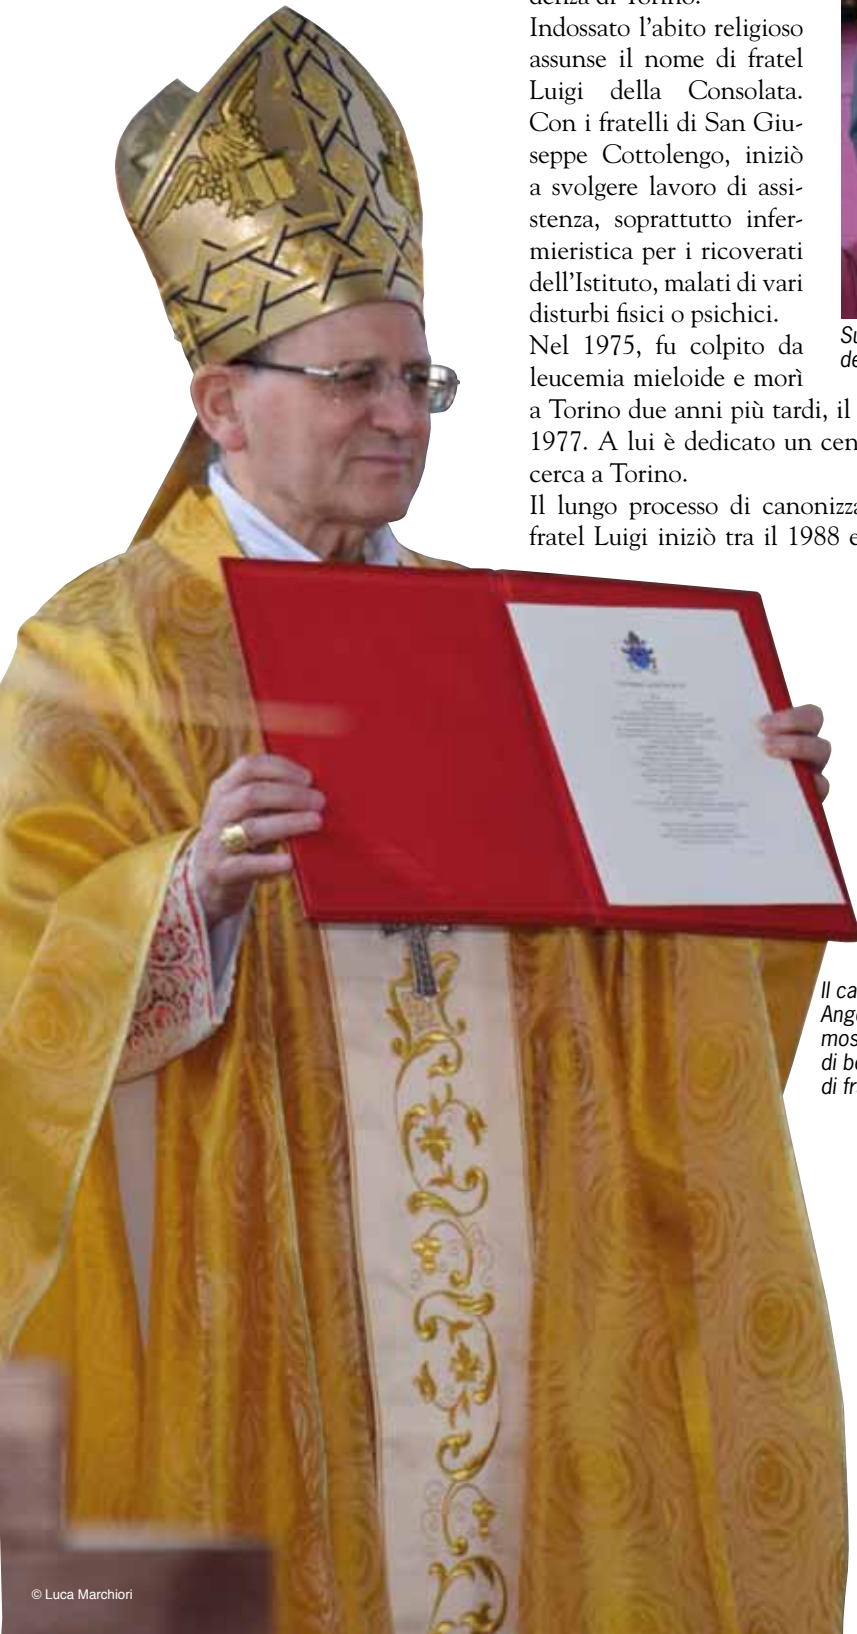 Indossato l’abito religioso
assunse il nome di fratel
Luigi della Consolata.
Con i fratelli di San Giu-
seppe Cottolengo, iniziò
a svolgere lavoro di assi-
stenza, soprattutto infer-
mieristica per i ricoverati
dell’Istituto, malati di vari
disturbi fisici o psichici.
Nel 1975, fu colpito da
leucemia mieloide e morì
a Torino due anni più tardi, il
1977. A lui è dedicato un cen
cerca a Torino.
Il lungo processo di canonizza
fratel Luigi iniziò tra il 1988 e
Su
de
Il ca
Ange
mos
di be
di fr
© Luca Marchiori